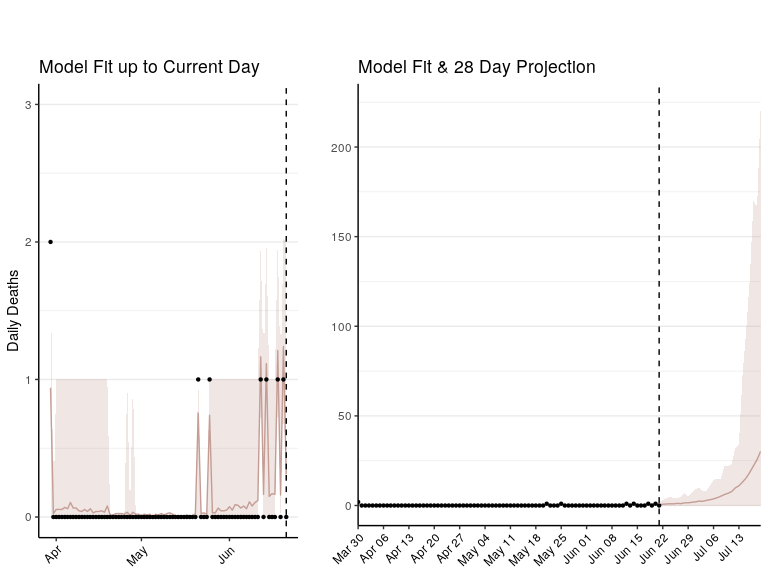 Model Fit up to Current Day
Daily Deaths
3
2
1
0
Apr
May
Jun
Model Fit & 28 Day Projection
200
150
100
50
0
Mar 30
Apr 06
Apr 13
Apr 20
Apr 27
May 04
May 11
May 18
May 25
Jun 01
Jun 08
Jun 15
Jun 22
Jun 29
Jul 06
Jul 13